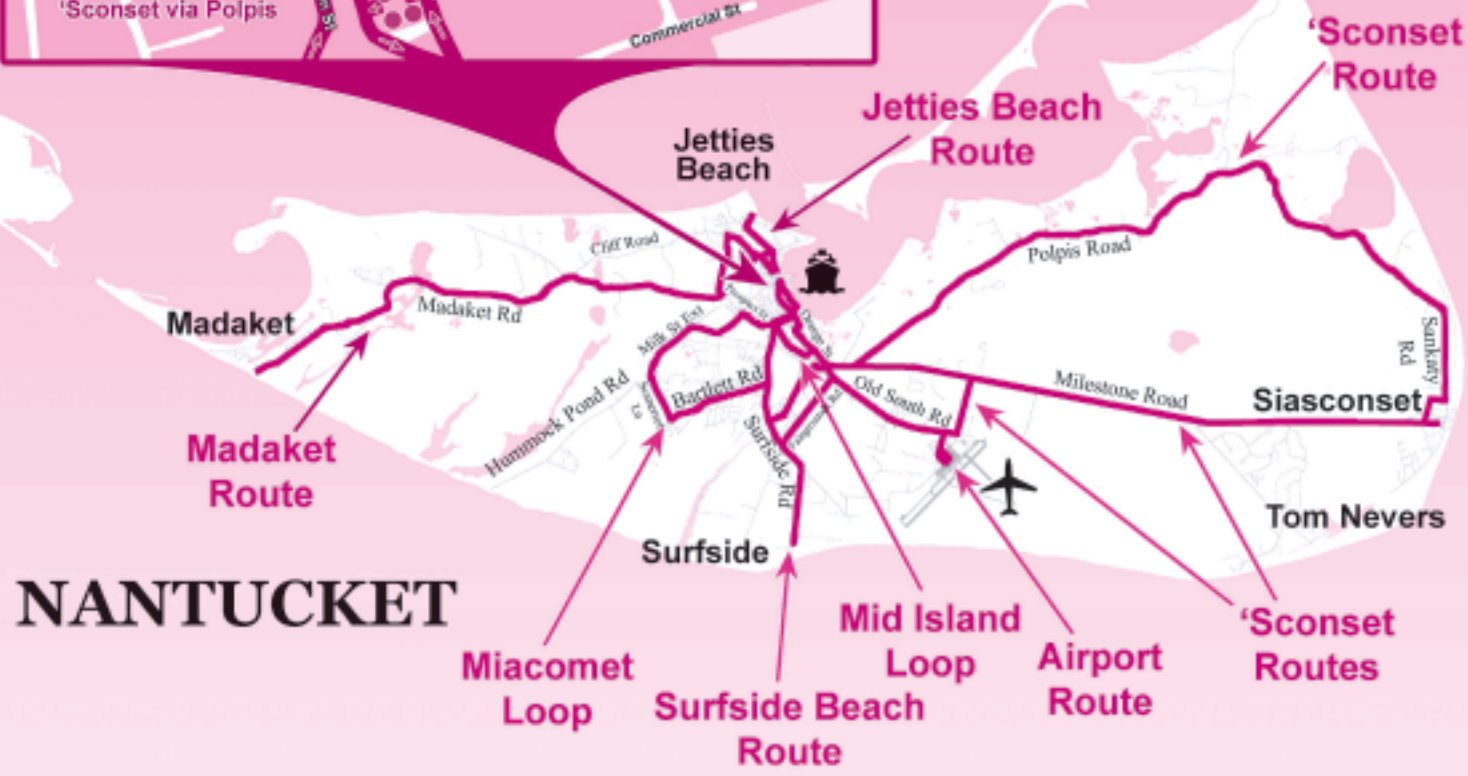 'Sconset via Polpis
Commercial St
'Sconset
Route
Jetties Beach
Route
Jetties
Beach
Cliff Road
Polpis Road
Madaket Rd
Madaket
Milk St Ext
Orange St
Sankaty
Rd
Bartlett Rd
Old South Rd
Milestone Road
Siasconset
Hummock Pond Rd
Surfside Rd
Madaket
Route
Tom Nevers
Surfside
NANTUCKET
Mid Island
Loop
'Sconset
Routes
Airport
Route
Miacomet
Loop
Surfside Beach
Route